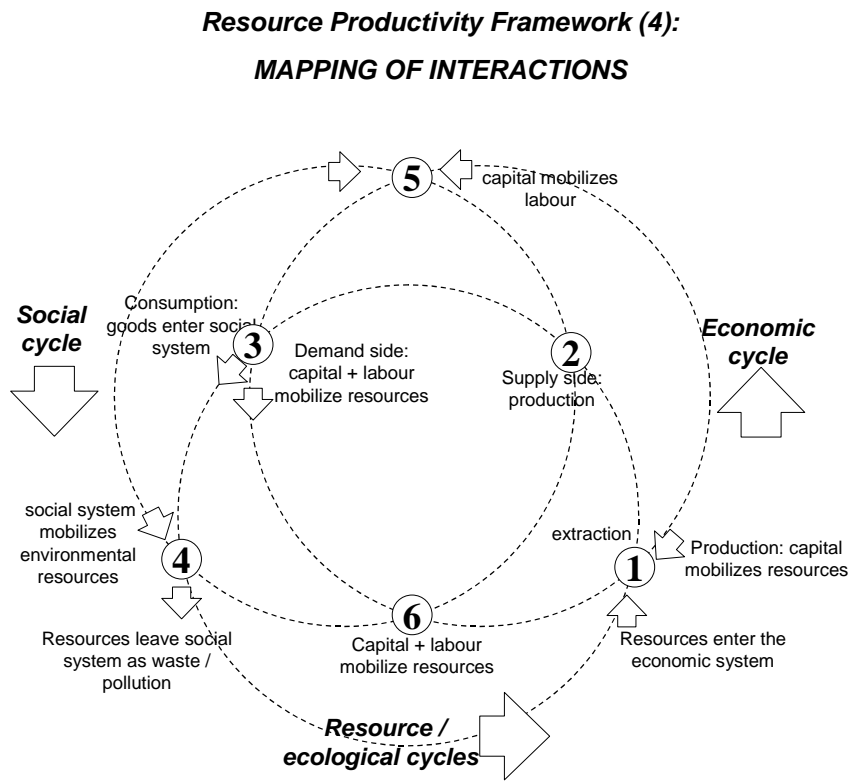 Resource Productivity Framework (4):
MAPPING OF INTERACTIONS
5
capital mobilizes
labour
Social
cycle
Consumption:
goods enter social
system
3
Demand side:
capital + labour
mobilize resources
2
Supply side:
production
Economic
cycle
social system
mobilizes
environmental
resources
4
extraction
1
Production: capital
mobilizes resources
Resources leave social
system as waste /
pollution
6
Capital + labour
mobilize resources
Resources enter the
economic system
Resource /
ecological cycles